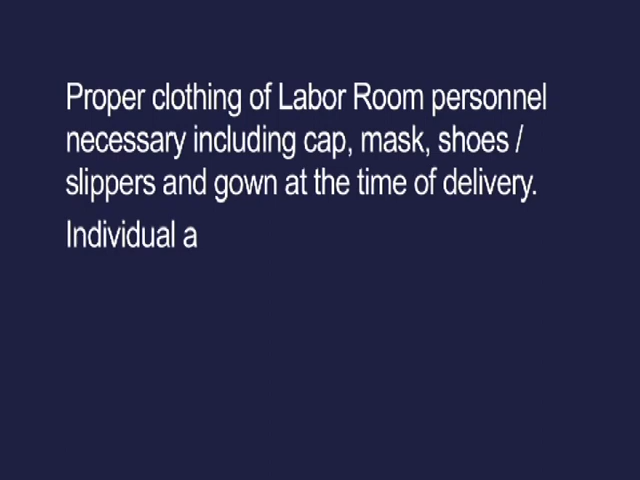 Proper clothing of Labor Room personnel
necessary including cap, mask, shoes /
slippers and gown at the time of delivery.
Individual a